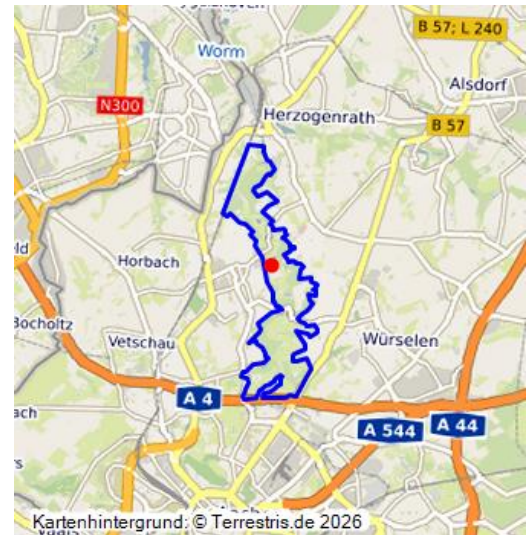 Worm
B 57; L 240
Alsdorf
N300
Herzogenrath
B 57
Horbach
Bocholtz
Vetschau
Würselen
A 4
A 544
A 44
Kartenhintergrund: © Terrestris.de 2026